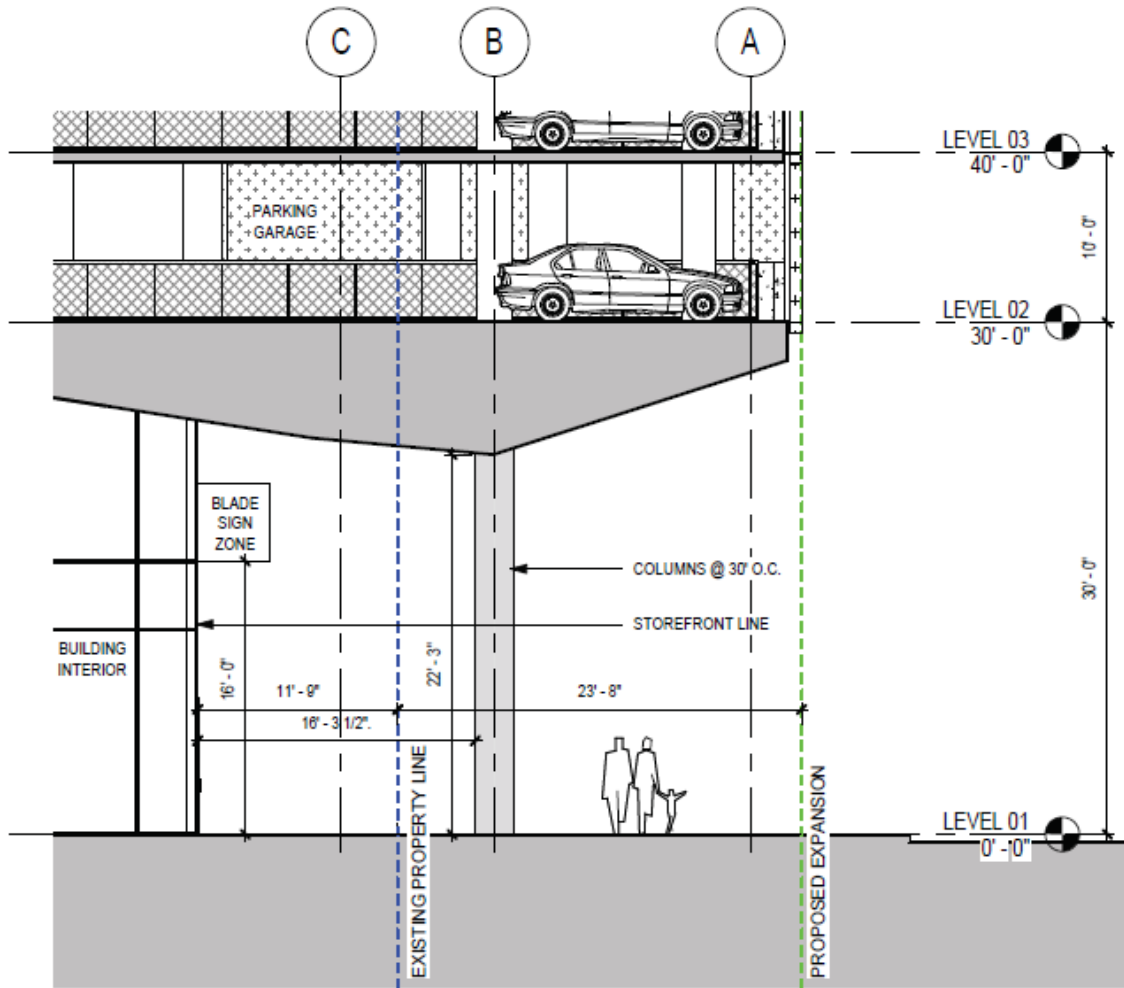 C
B
A
LEVEL 03
40' - 0"
PARKING
GARAGE
10' - 0"
LEVEL 02
30' - 0"
BLADE
SIGN
ZONE
COLUMNS @ 30' O.C.
30' - 0"
STOREFRONT LINE
BUILDING
INTERIOR
16' - 0"
22' - 3"
11' - 9"
23' - 8"
16' - 3 1/2".
EXISTING PROPERTY LINE
PROPOSED EXPANSION
LEVEL 01
0' - 0"